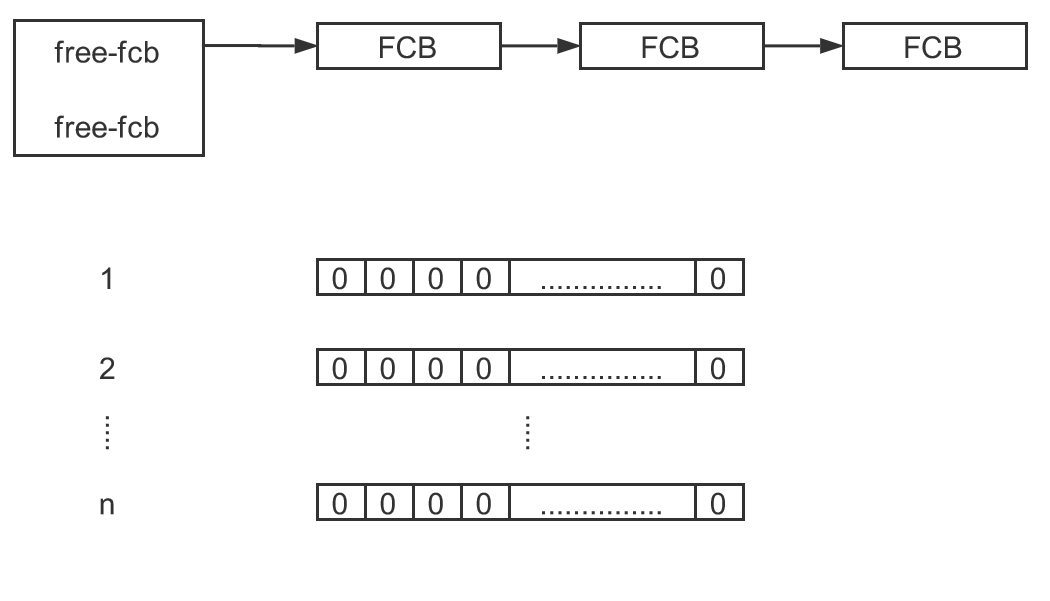 free-fcb FCB FCB FCB
free-fcb
1 0 0 0 0 ............... 0
2 0 0 0 0 ............... 0
n 0 0 0 0 ............... 0